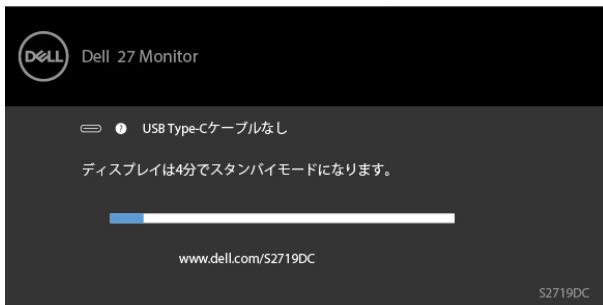 DELL
Dell 27 Monitor
? USB Type-Cケーブルなし
ディスプレイは4分でスタンバイモードになります。
www.dell.com/S2719DC
S2719DC